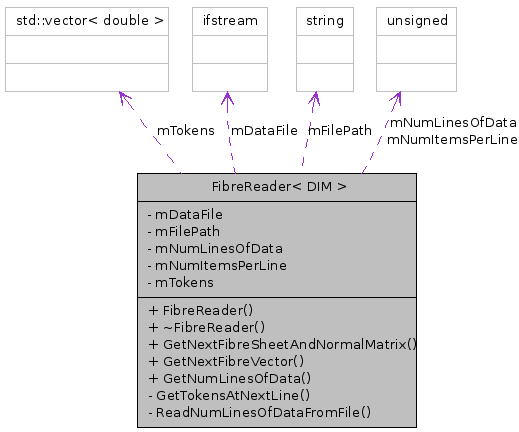 std::vector< double >
ifstream
string
unsigned
mTokens
mDataFile
mFilePath
mNumLinesOfData
mNumItemsPerLine
FibreReader< DIM >
- mDataFile
- mFilePath
- mNumLinesOfData
- mNumItemsPerLine
- mTokens
+ FibreReader()
+ ~FibreReader()
+ GetNextFibreSheetAndNormalMatrix()
+ GetNextFibreVector()
+ GetNumLinesOfData()
- GetTokensAtNextLine()
- ReadNumLinesOfDataFromFile()